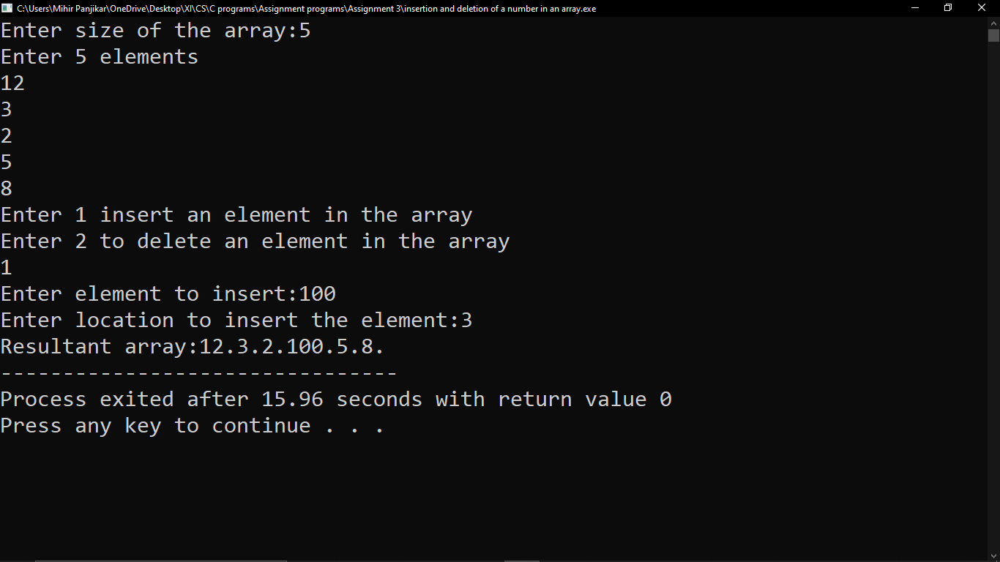 C:\Users\Mihir Panjikar\OneDrive\Desktop\XI\CS\C programs\Assignment programs\Assignment 3\insertion and deletion of a number in an array.exe
Enter size of the array:5
Enter 5 elements
12
3
2
5
8
Enter 1 insert an element in the array
Enter 2 to delete an element in the array
1
Enter element to insert:100
Enter location to insert the element:3
Resultant array:12.3.2.100.5.8.
--------------------------------
Process exited after 15.96 seconds with return value 0
Press any key to continue . . .